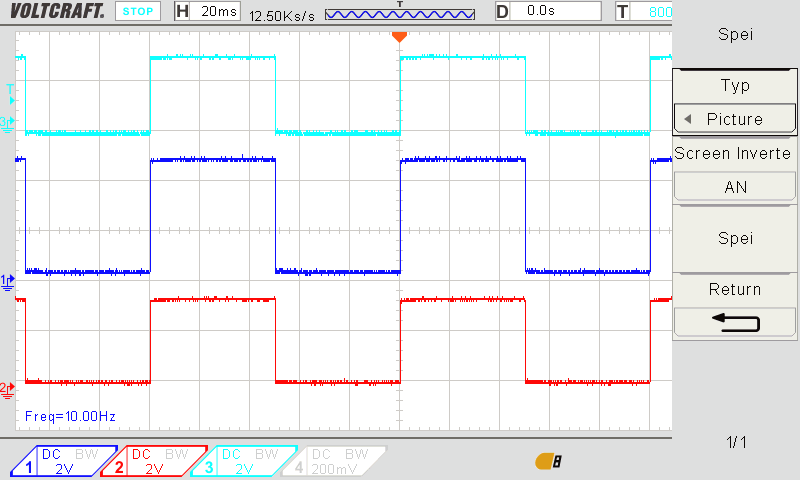 VOLTCRAFT. STOP H 20ms 12.50Ks/s T D 0.0s T 800
Spei
Typ
Picture
Screen Inverte
AN
Spei
Return
T
3
1
2
Freq=10.00Hz
1/1
1 DC BW 2V
2 DC BW 2V
3 DC BW 2V
4 DC BW 200mV